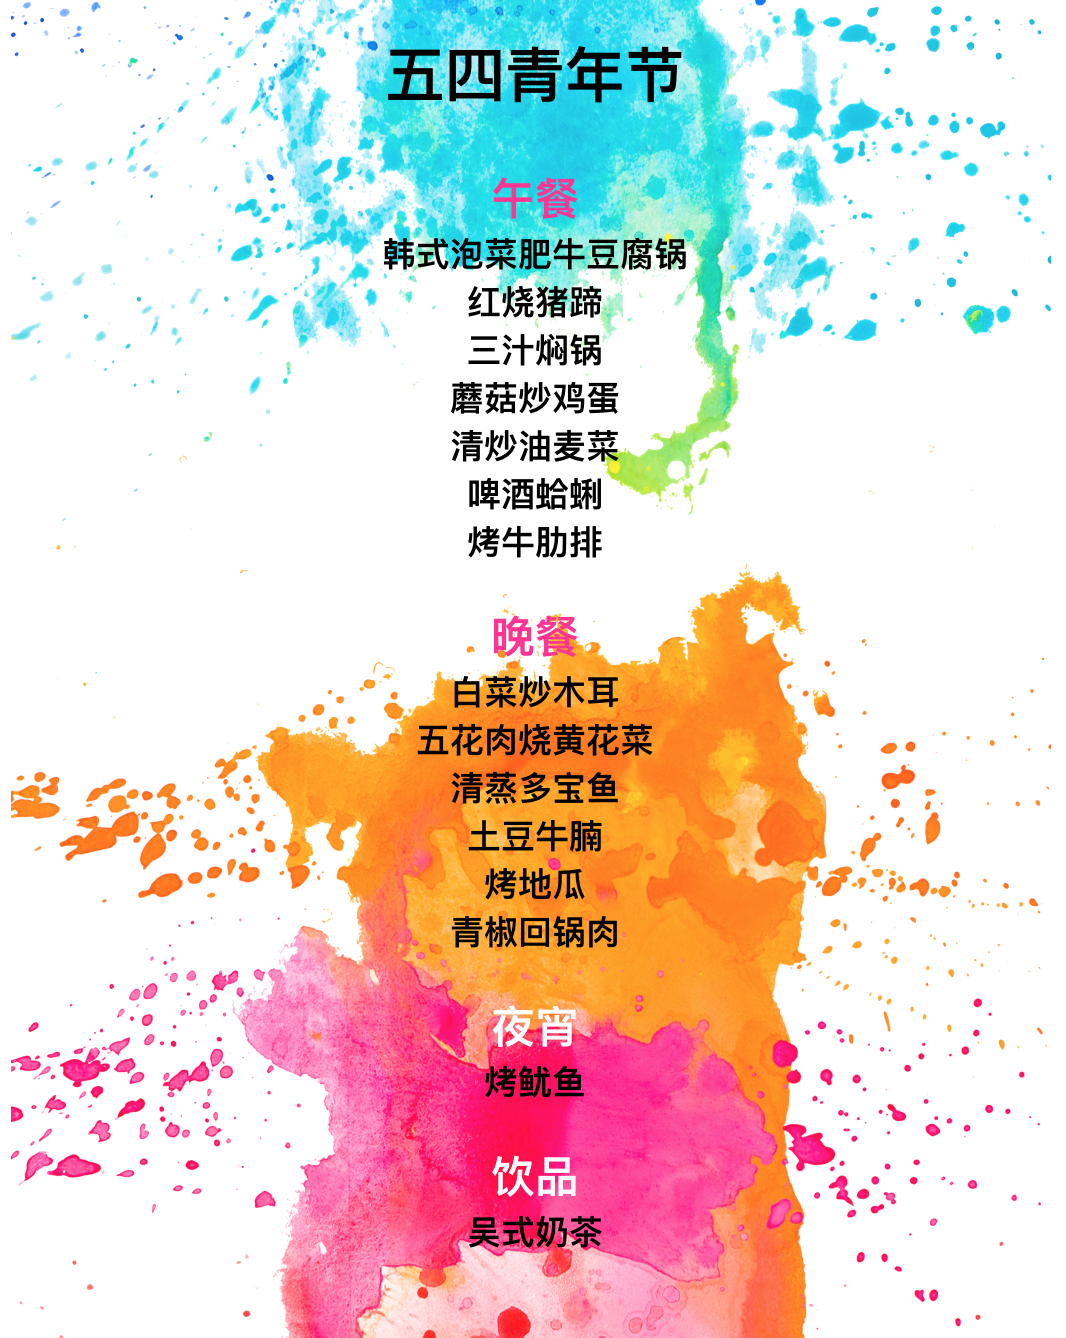 五四青年节
午餐
韩式泡菜肥牛豆腐锅
红烧猪蹄
三汁焖锅
蘑菇炒鸡蛋
清炒油麦菜
啤酒蛤蜊
烤牛肋排
晚餐
白菜炒木耳
五花肉烧黄花菜
清蒸多宝鱼
土豆牛腩
烤地瓜
青椒回锅肉
夜宵
烤鱿鱼
饮品
吴式奶茶